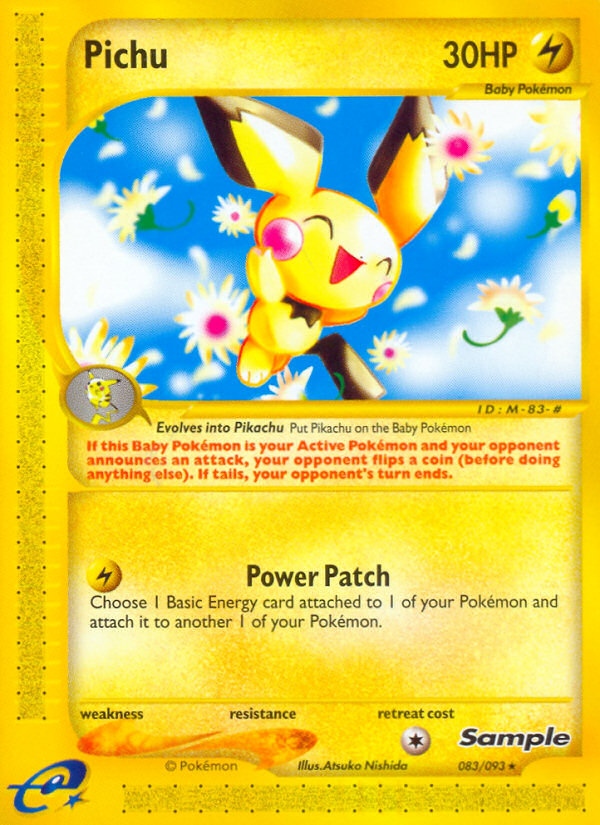 Pichu
30HP
Baby Pokémon
ID: M-83-#
Evolves into Pikachu Put Pikachu on the Baby Pokémon
If this Baby Pokémon is your Active Pokémon and your opponent
announces an attack, your opponent flips a coin (before doing
anything else). If tails, your opponent's turn ends.
Power Patch
Choose 1 Basic Energy card attached to 1 of your Pokémon and
attach it to another 1 of your Pokémon.
weakness resistance retreat cost
Sample
© Pokémon Illus.Atsuko Nishida 083/093★
e